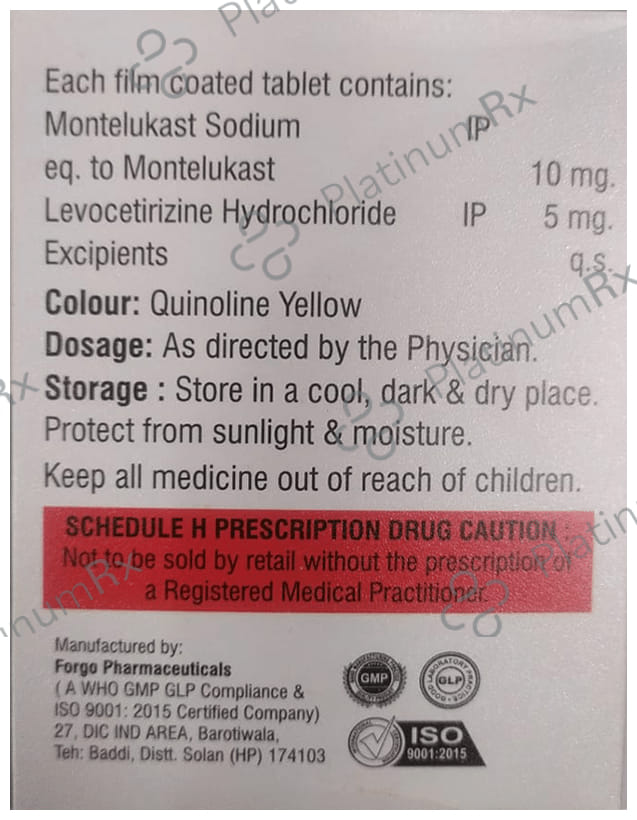 Each film coated tablet contains:
Montelukast Sodium IP
eq. to Montelukast 10 mg.
Levocetirizine Hydrochloride IP 5 mg.
Excipients q.s.
Colour: Quinoline Yellow
Dosage: As directed by the Physician.
Storage : Store in a cool, dark & dry place.
Protect from sunlight & moisture.
Keep all medicine out of reach of children.
SCHEDULE H PRESCRIPTION DRUG CAUTION :
Not to be sold by retail without the prescription of
a Registered Medical Practitioner.
Manufactured by:
Forgo Pharmaceuticals
( A WHO GMP GLP Compliance &
ISO 9001: 2015 Certified Company)
27, DIC IND AREA, Barotiwala,
Teh: Baddi, Distt. Solan (HP) 174103
GMP
GOOD LABORATORY PRACTICE
GLP
ISO
9001:2015
PlatinumRx
PlatinumRx